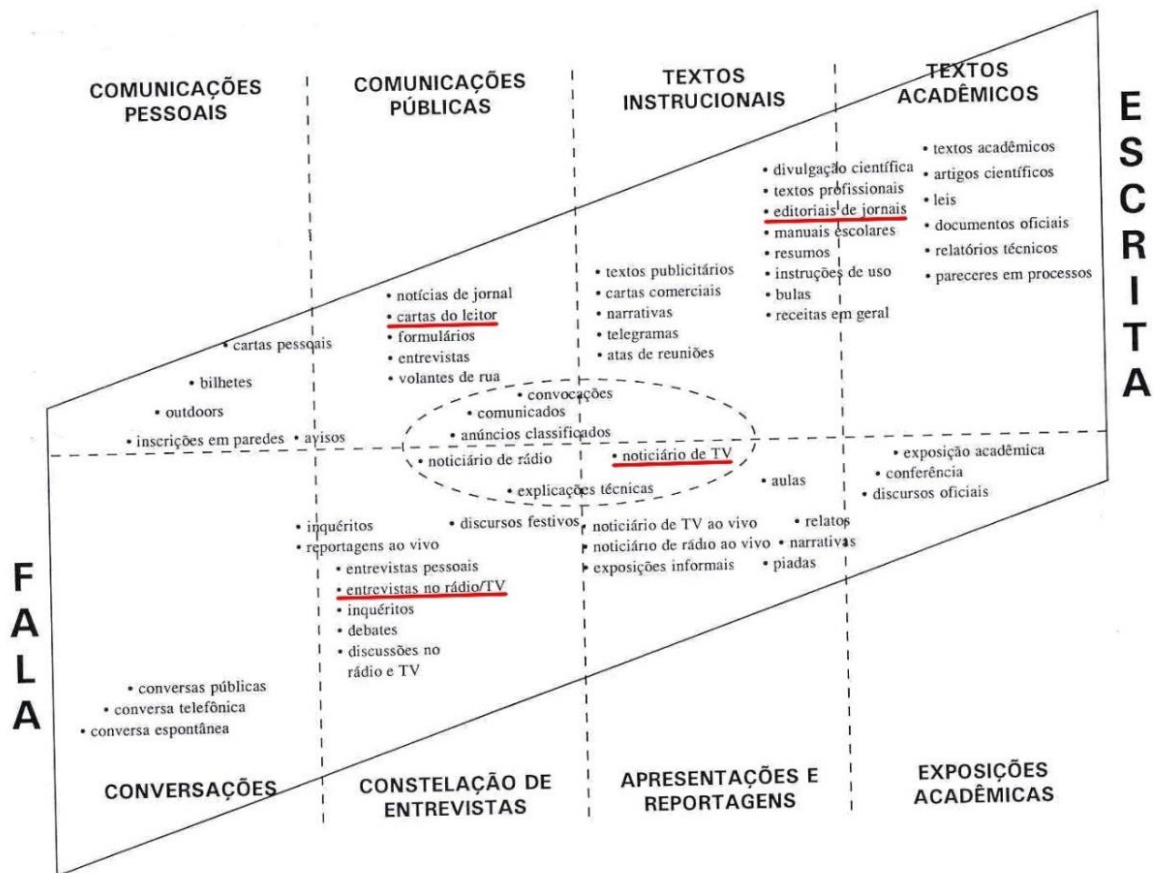 COMUNICAÇÕES
PESSOAIS
COMUNICAÇÕES
PÚBLICAS
TEXTOS
INSTRUCIONAIS
TEXTOS
ACADÊMICOS
E
S
C
R
I
T
A
• textos acadêmicos
• artigos científicos
• leis
• documentos oficiais
• relatórios técnicos
• pareceres em processos
• divulgação científica
• textos profissionais
• editoriais de jornais
• manuais escolares
• resumos
• instruções de uso
• bulas
• receitas em geral
• textos publicitários
• cartas comerciais
• narrativas
• telegramas
• atas de reuniões
• notícias de jornal
• cartas do leitor
• formulários
• entrevistas
• volantes de rua
• cartas pessoais
• bilhetes
• outdoors
• inscrições em paredes • avisos
• convocações
• comunicados
• anúncios classificados
• noticiário de rádio
• noticiário de TV
• explicações técnicas
• exposição acadêmica
• conferência
• discursos oficiais
• aulas
• inquéritos
• reportagens ao vivo
• discursos festivos
• entrevistas pessoais
• entrevistas no rádio/TV
• inquéritos
• debates
• discussões no
rádio e TV
• noticiário de TV ao vivo
• noticiário de rádio ao vivo
• exposições informais
• relatos
• narrativas
• piadas
F
A
L
A
• conversas públicas
• conversa telefônica
• conversa espontânea
CONVERSAÇÕES
CONSTELAÇÃO DE
ENTREVISTAS
APRESENTAÇÕES E
REPORTAGENS
EXPOSIÇÕES
ACADÊMICAS